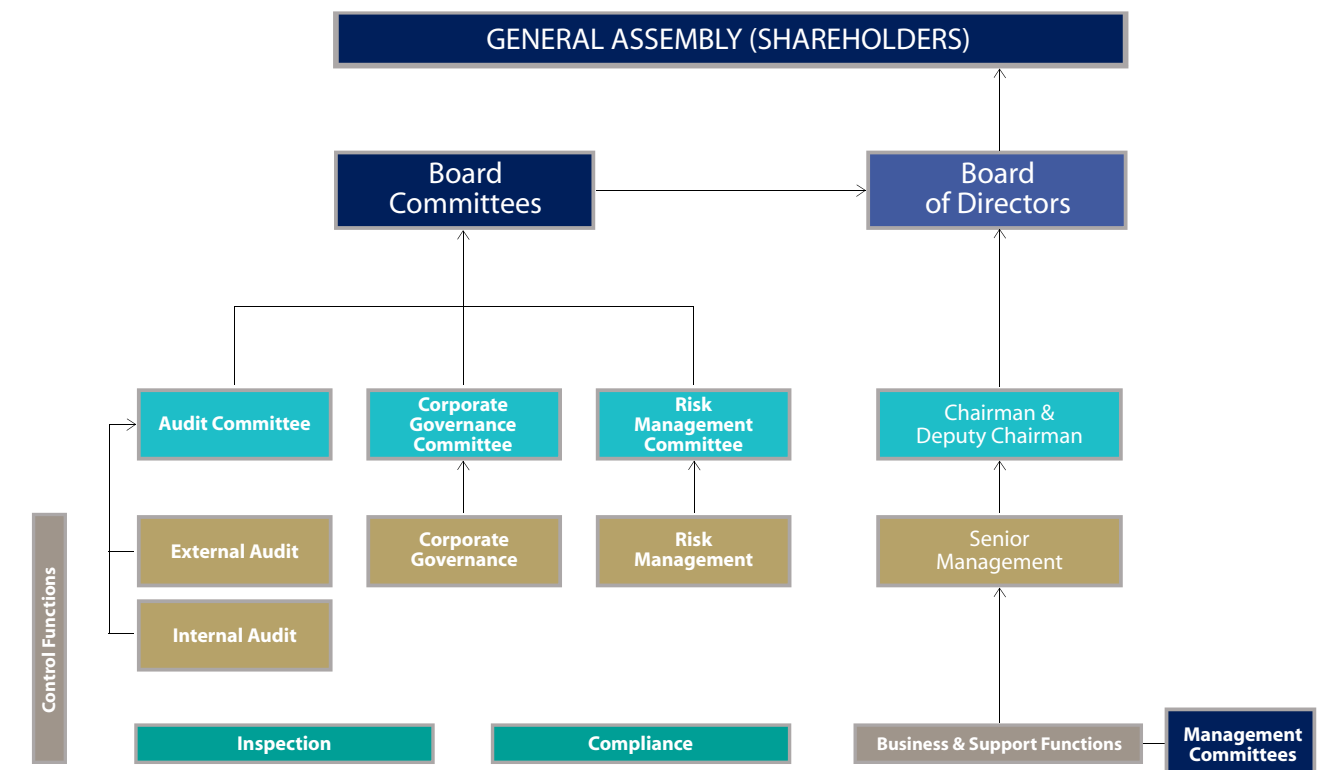 GENERAL ASSEMBLY (SHAREHOLDERS)
Board
Committees
Board
of Directors
Audit Committee
Corporate
Governance
Committee
Risk
Management
Committee
Chairman &
Deputy Chairman
External Audit
Corporate
Governance
Risk
Management
Senior
Management
Internal Audit
Control Functions
Inspection
Compliance
Business & Support Functions
Management
Committees